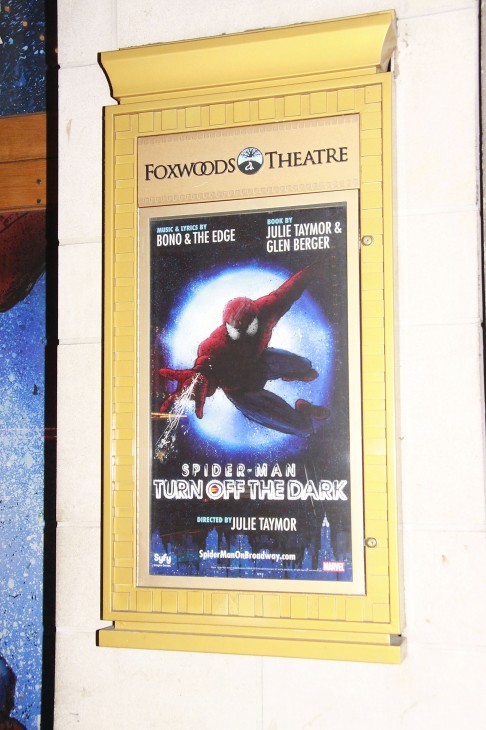 FOXWOODS THEATRE
MUSIC & LYRICS BY
BONO & THE EDGE
BOOK BY
JULIE TAYMOR &
GLEN BERGER
SPIDER-MAN
TURN OFF THE DARK
DIRECTED BY JULIE TAYMOR
Syfy
SpiderManOnBroadway.com
MARVEL